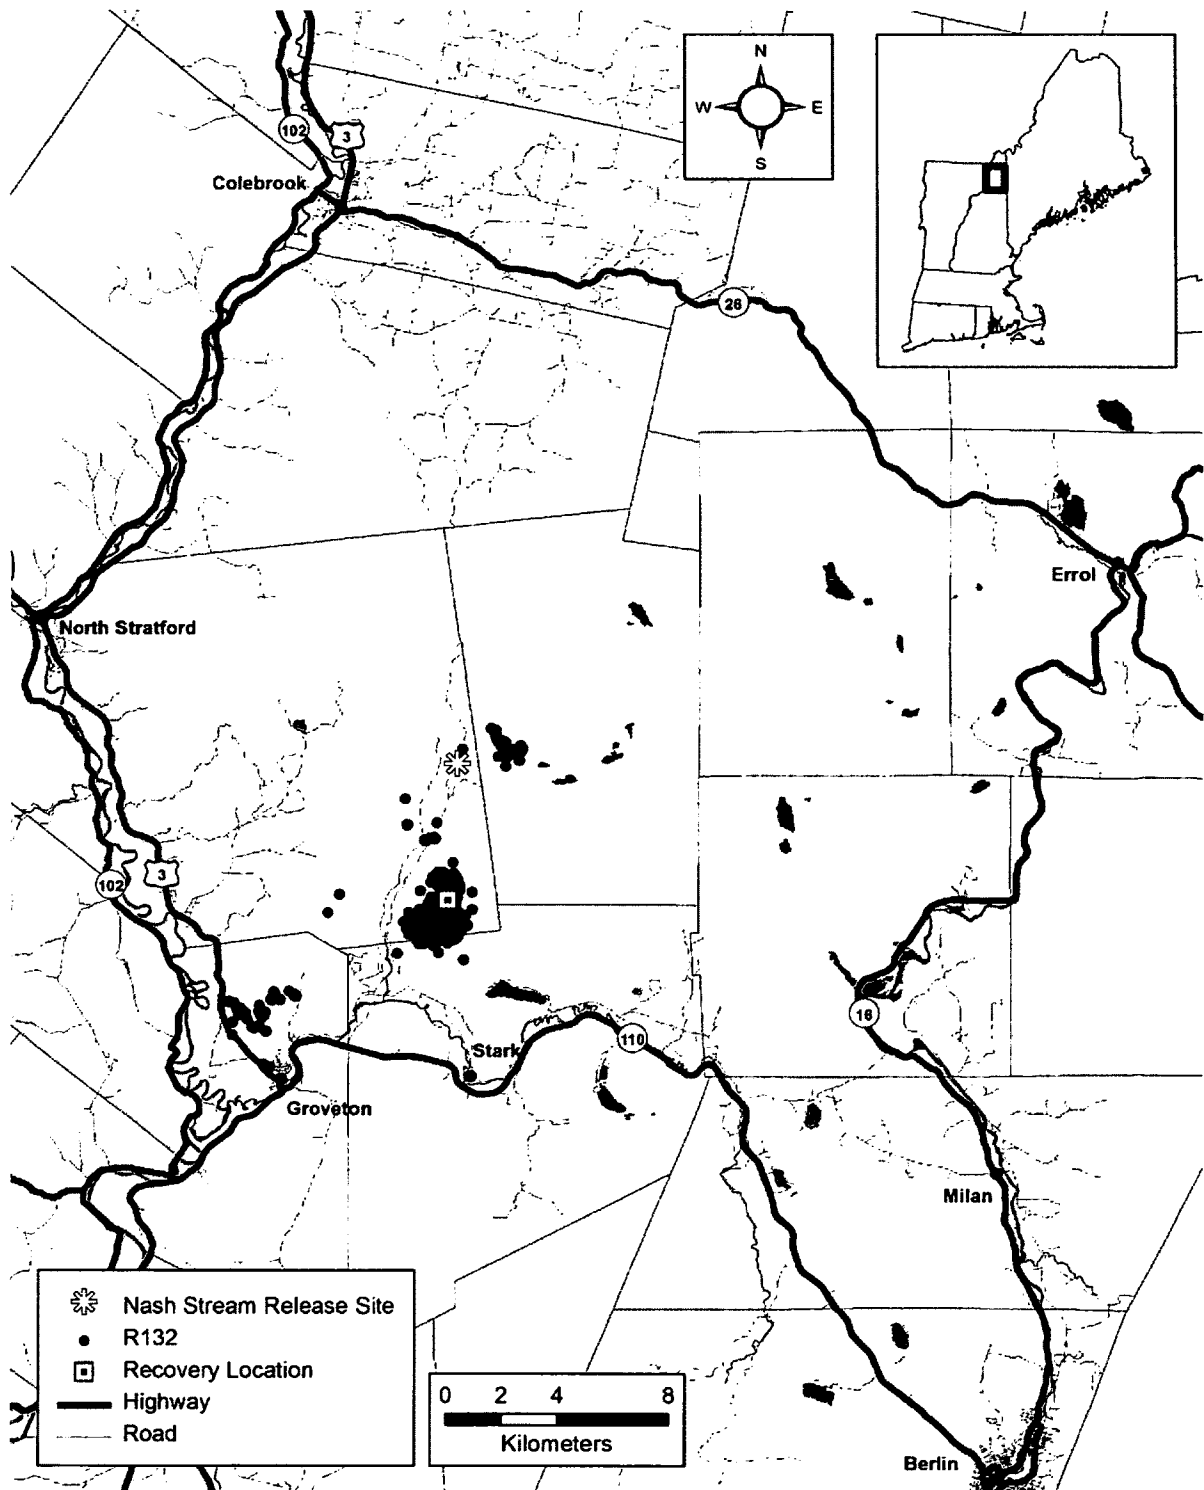 N
W E
S
102
3
Colebrook
26
Errol
North Stratford
102
3
16
110
Stark
Groveton
Milan
Nash Stream Release Site
R132
Recovery Location
Highway
Road
0 2 4 8
Kilometers
Berlin